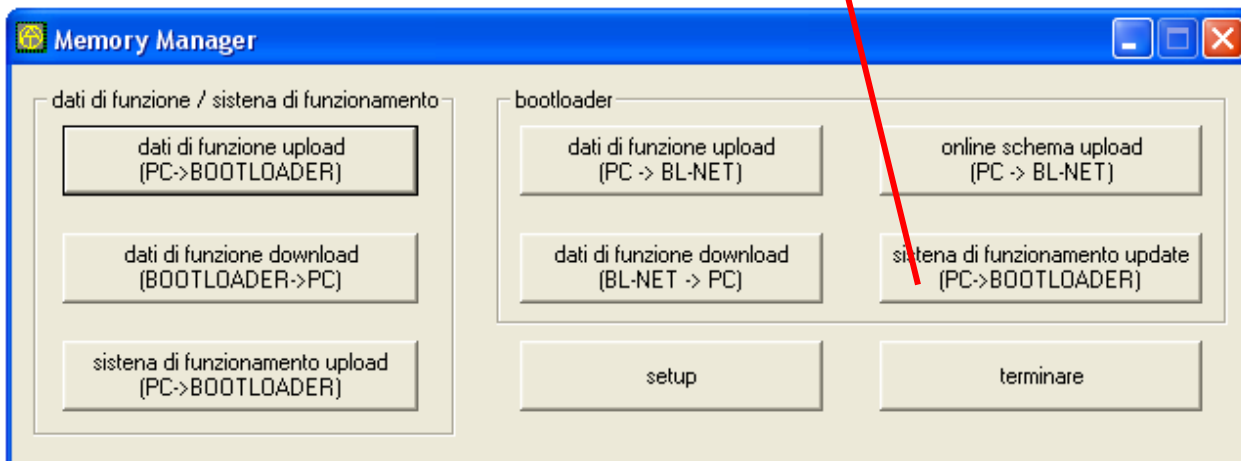 Memory Manager
dati di funzione / sistena di funzionamento
dati di funzione upload
(PC->BOOTLOADER)
dati di funzione download
(BOOTLOADER->PC)
sistena di funzionamento upload
(PC->BOOTLOADER)
bootloader
dati di funzione upload
(PC -> BL-NET)
online schema upload
(PC -> BL-NET)
dati di funzione download
(BL-NET -> PC)
sistena di funzionamento update
(PC->BOOTLOADER)
setup
terminare